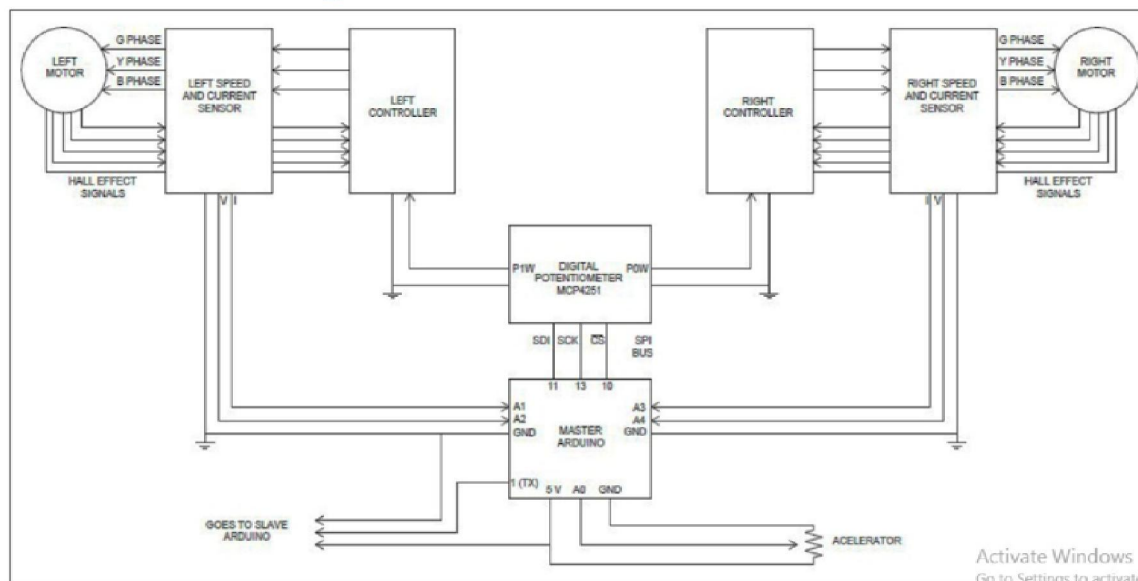 G PHASE
Y PHASE
B PHASE
LEFT
MOTOR
LEFT SPEED
AND CURRENT
SENSOR
LEFT
CONTROLLER
RIGHT
CONTROLLER
RIGHT SPEED
AND CURRENT
SENSOR
G PHASE
Y PHASE
B PHASE
RIGHT
MOTOR
HALL EFFECT
SIGNALS
V I
I V
HALL EFFECT
SIGNALS
P1W
DIGITAL
POTENTIOMETER
MCP4251
P0W
SDI SCK CS
SPI
BUS
11 13 10
A1
A2
GND
MASTER
ARDUINO
A3
A4
GND
1 (TX)
5 V A0 GND
GOES TO SLAVE
ARDUINO
ACELERATOR
Activate Windows
Go to Settings to activate